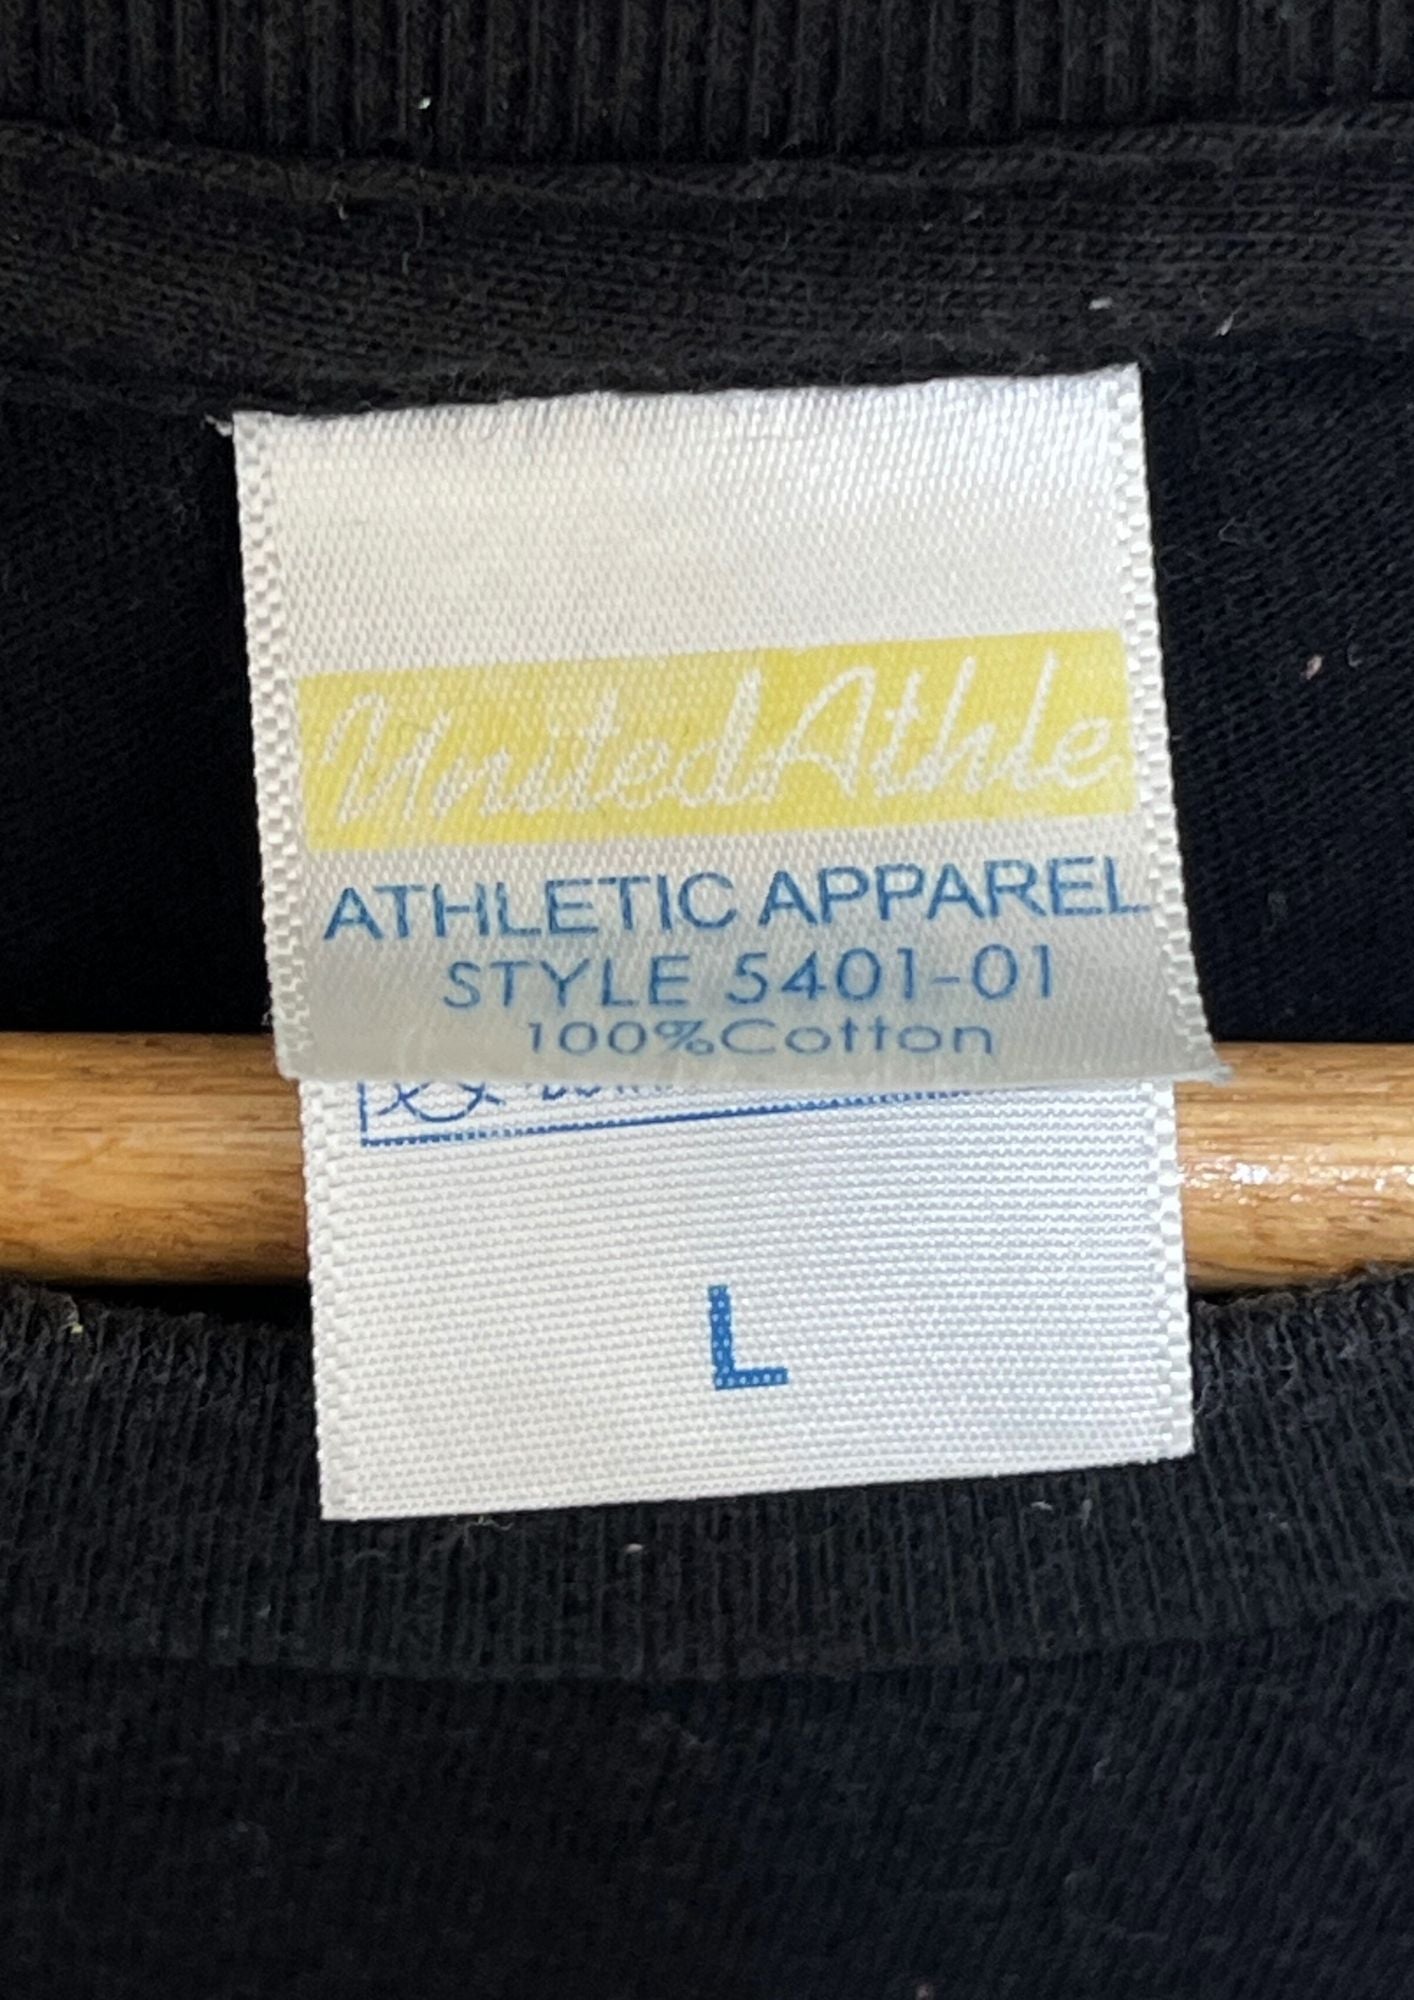 UnitedAthle
ATHLETIC APPAREL
STYLE 5401-01
100%Cotton
L